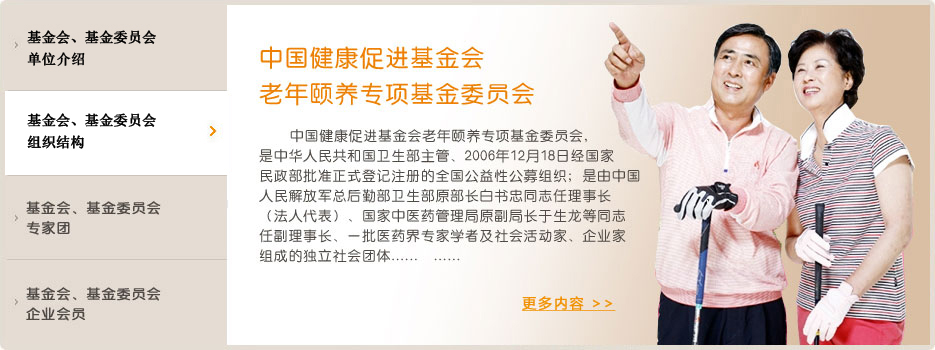 基金会、基金委员会
单位介绍
基金会、基金委员会
组织结构
基金会、基金委员会
专家团
基金会、基金委员会
企业会员
中国健康促进基金会
老年颐养专项基金委员会
中国健康促进基金会老年颐养专项基金委员会，
是中华人民共和国卫生部主管、2006年12月18日经国家
民政部批准正式登记注册的全国公益性公募组织；是由中国
人民解放军总后勤部卫生部原部长白书忠同志任理事长
（法人代表）、国家中医药管理局原副局长于生龙等同志
任副理事长、一批医药界专家学者及社会活动家、企业家
组成的独立社会团体…… ……
更多内容 >>